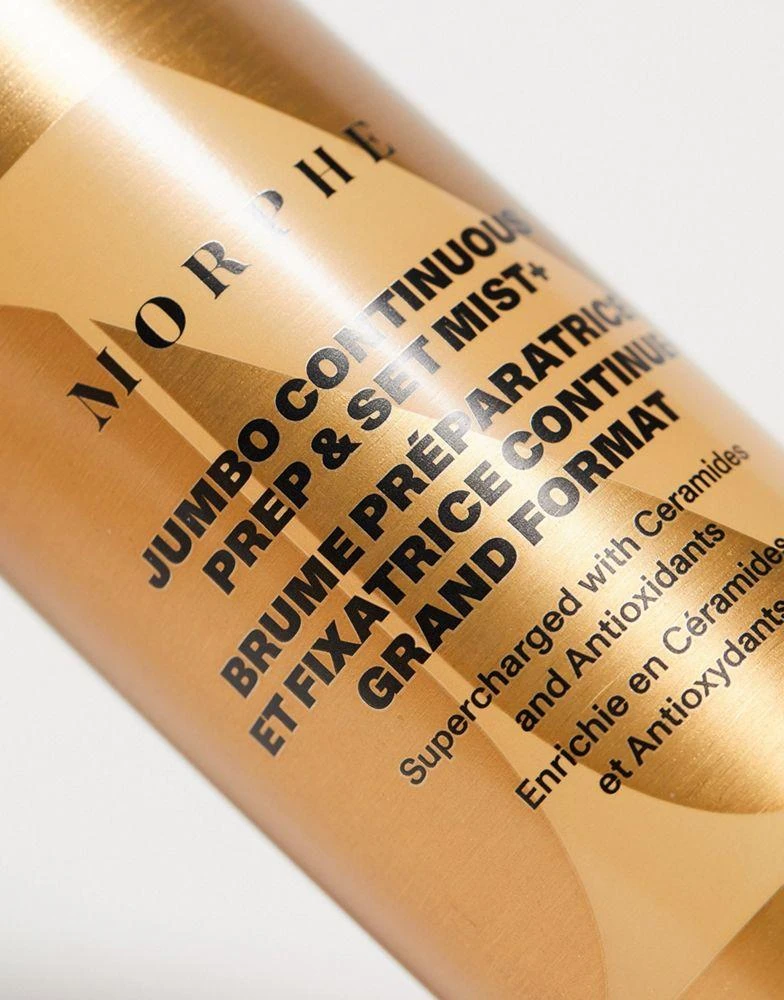 MORPHE
JUMBO CONTINUOUS
PREP & SET MIST+
BRUME PRÉPARATRICE
ET FIXATRICE CONTINUE
GRAND FORMAT
Supercharged with Ceramides
and Antioxidants
Enrichie en Céramides
et Antioxydants